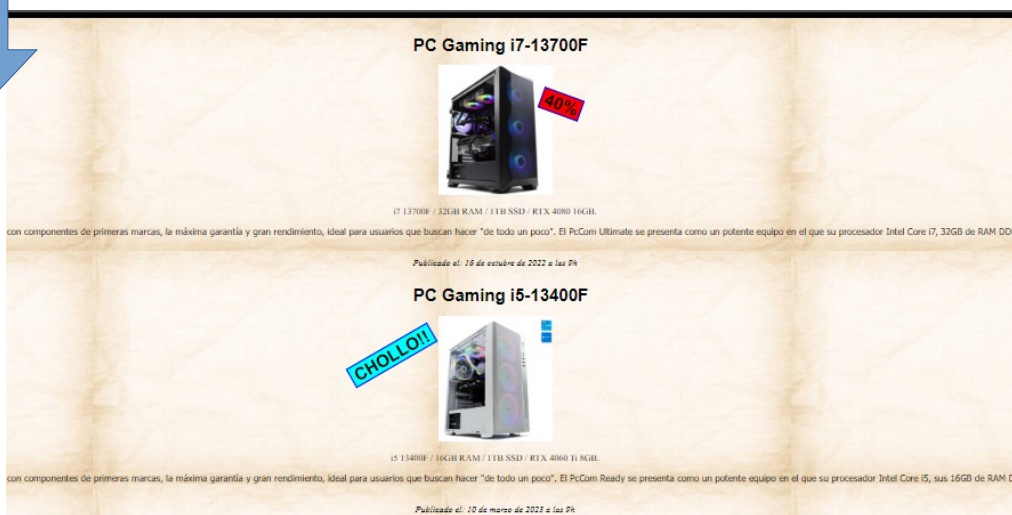 PC Gaming i7-13700F
40%
i7 13700F / 32GB RAM / 1TB SSD / RTX 4080 16GB.
con componentes de primeras marcas, la máxima garantía y gran rendimiento, ideal para usuarios que buscan hacer "de todo un poco". El PcCom Ultimate se presenta como un potente equipo en el que su procesador Intel Core i7, 32GB de RAM DD
Publicado el: 16 de octubre de 2022 a las 9h
PC Gaming i5-13400F
CHOLLO!!
i5 13400F / 16GB RAM / 1TB SSD / RTX 4060 Ti 8GB.
con componentes de primeras marcas, la máxima garantía y gran rendimiento, ideal para usuarios que buscan hacer "de todo un poco". El PcCom Ready se presenta como un potente equipo en el que su procesador Intel Core i5, sus 16GB de RAM D
Publicado el: 10 de marzo de 2023 a las 9h